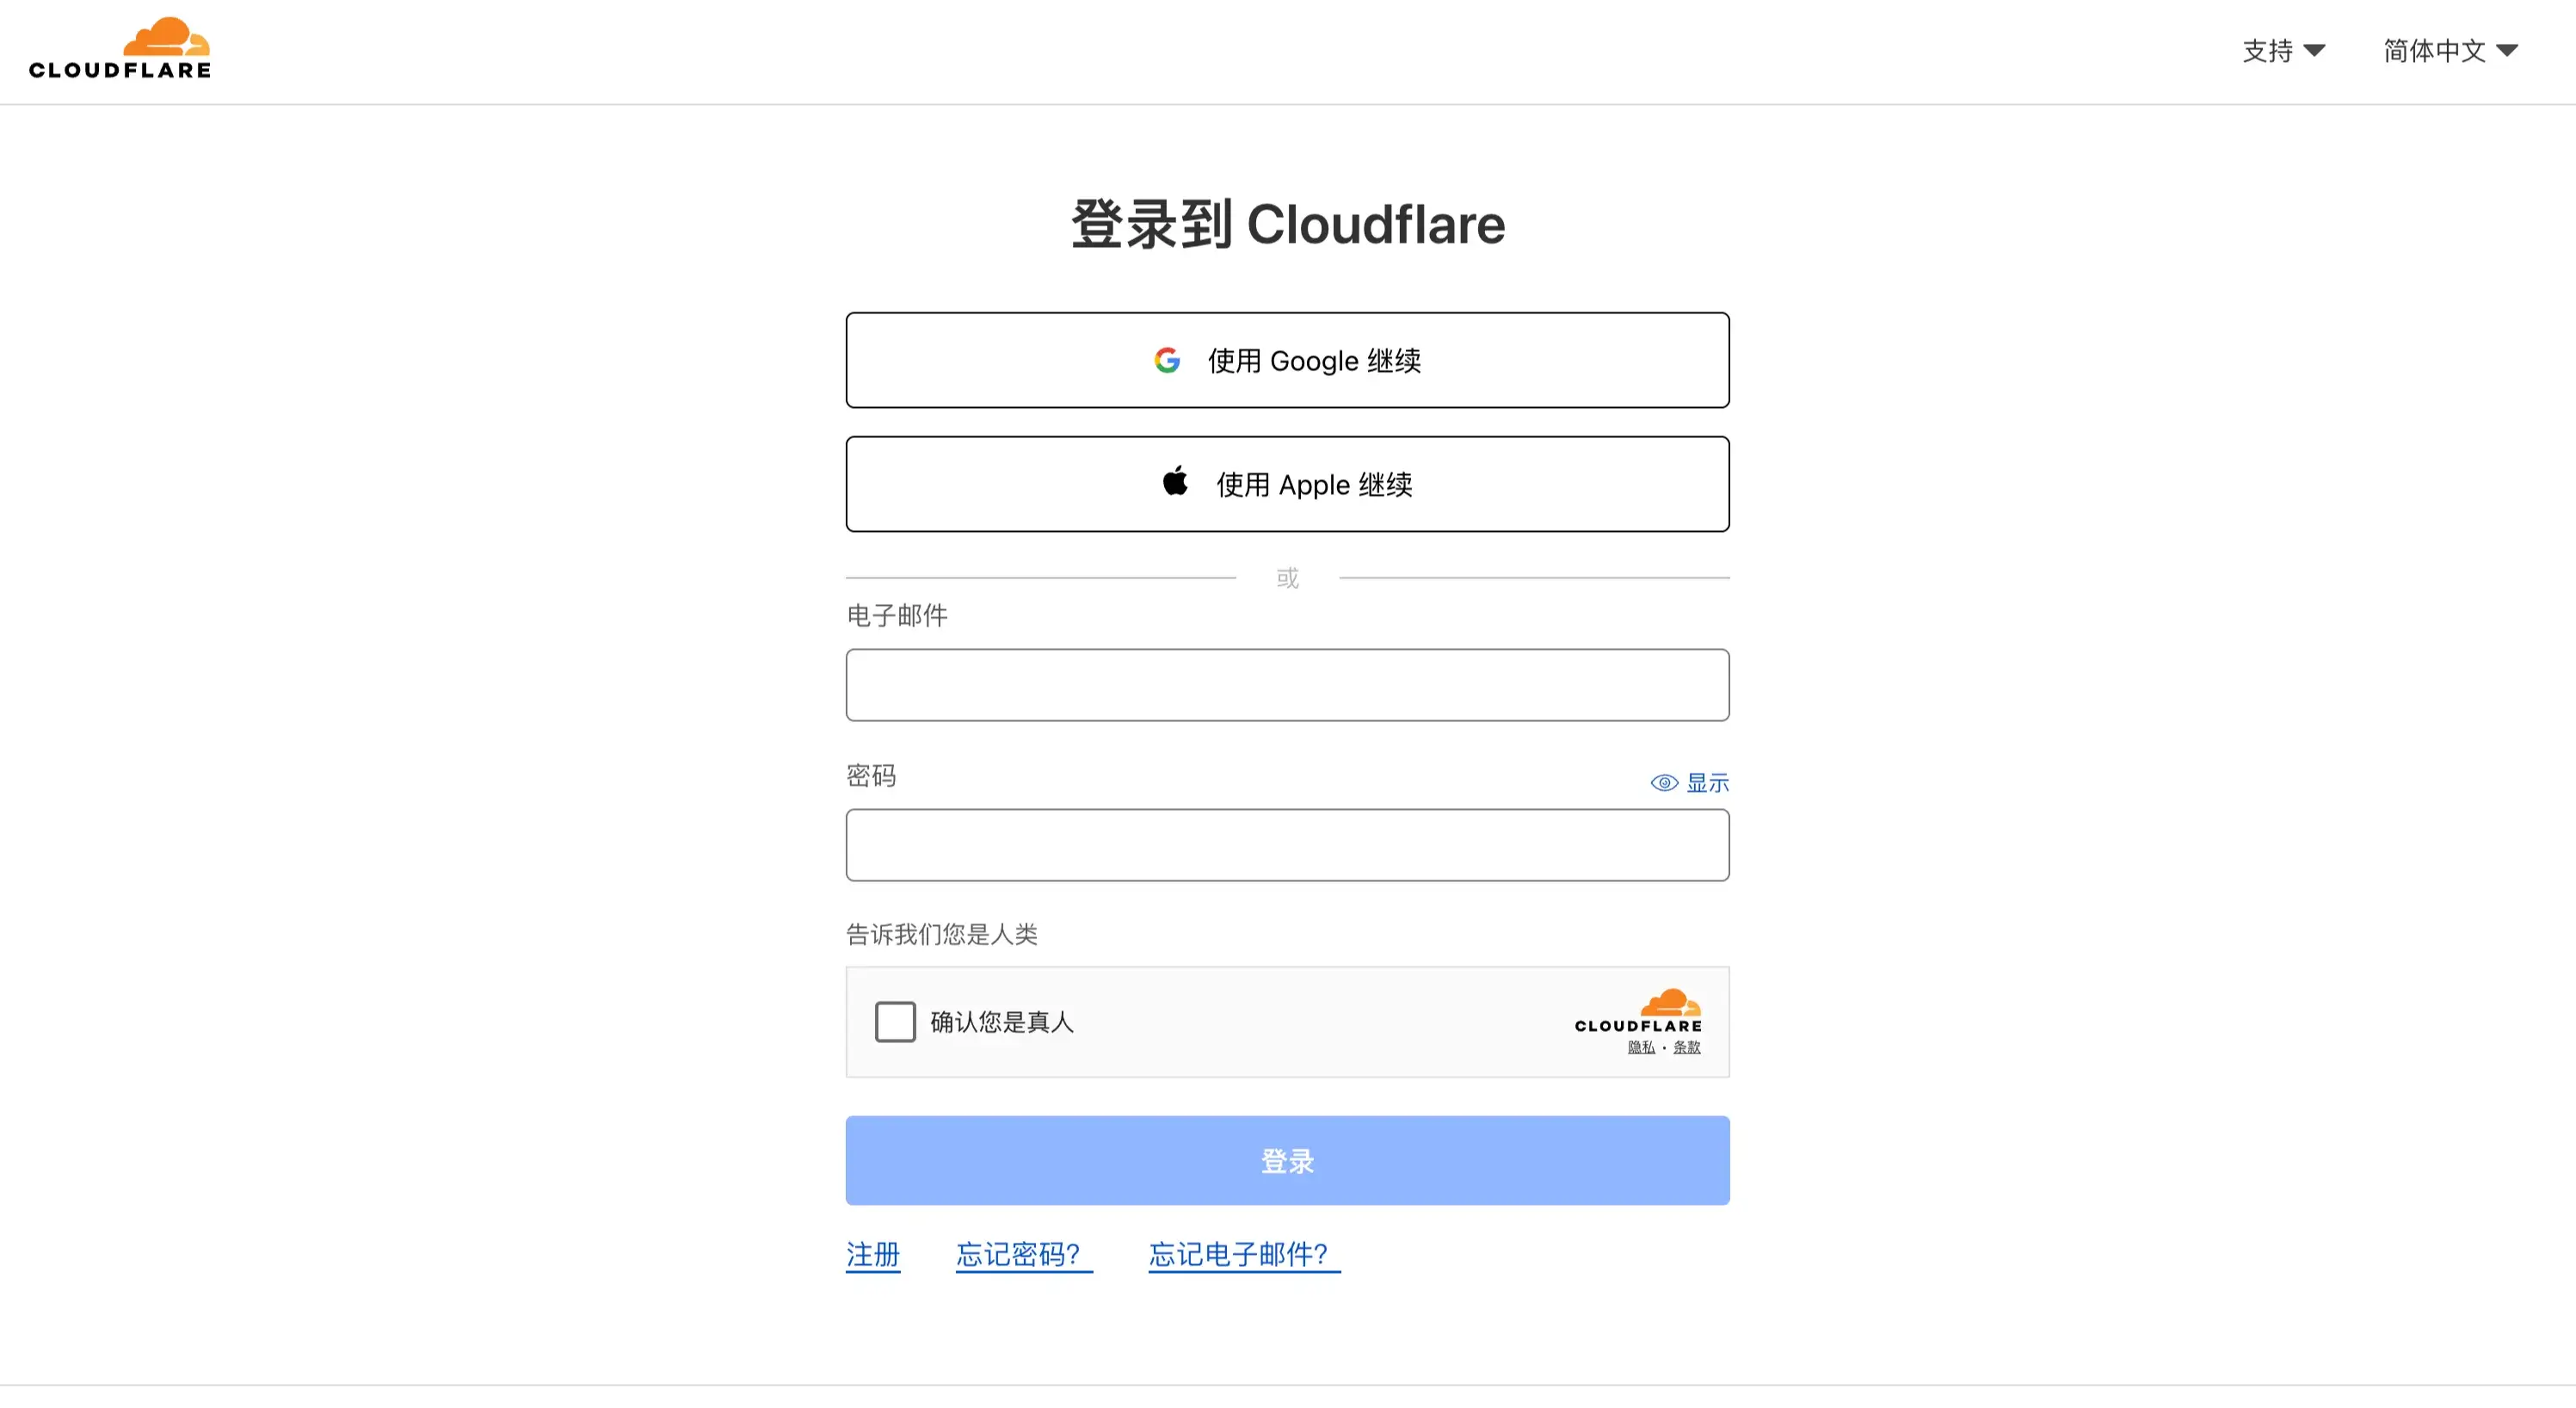 CLOUDFLARE
支持 简体中文
登录到 Cloudflare
使用 Google 继续
使用 Apple 继续
或
电子邮件
密码 显示
告诉我们您是人类
确认您是真人
CLOUDFLARE
隐私 · 条款
登录
注册 忘记密码? 忘记电子邮件?